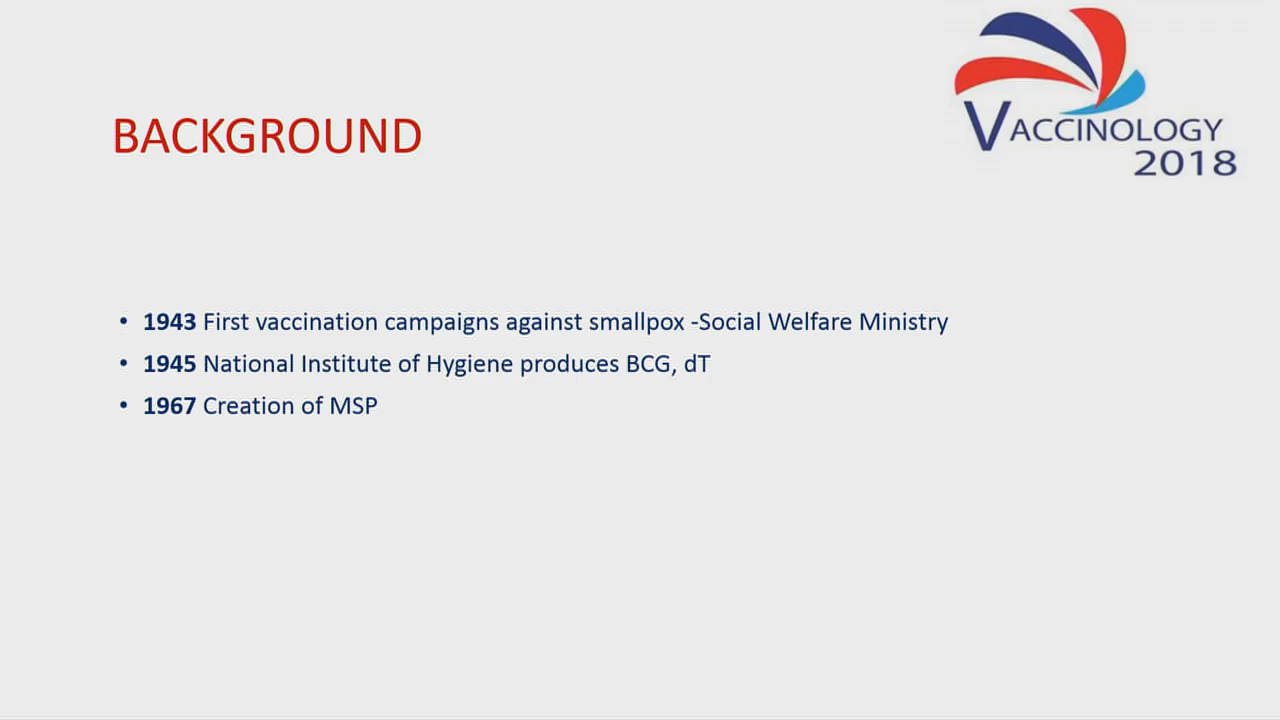 VACCINOLOGY
2018
BACKGROUND
• 1943 First vaccination campaigns against smallpox -Social Welfare Ministry
• 1945 National Institute of Hygiene produces BCG, dT
• 1967 Creation of MSP